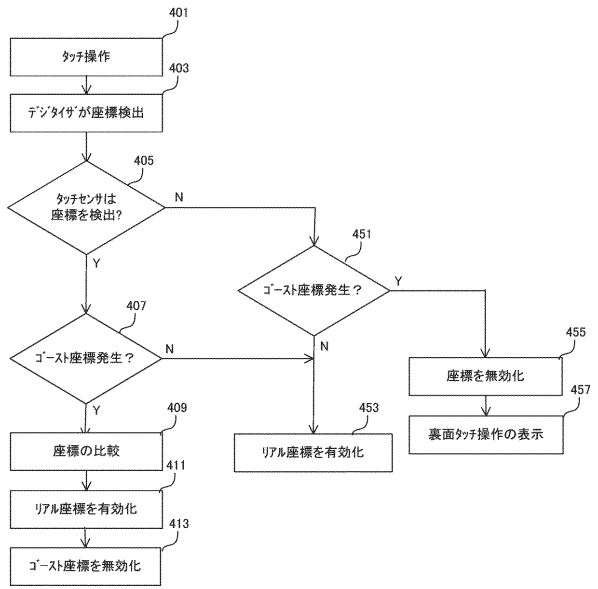 401
タッチ操作
403
デジタイザが座標検出
405
タッチセンサは
座標を検出?
N
Y
451
ゴースト座標発生?
Y
N
407
ゴースト座標発生?
N
Y
455
座標を無効化
457
裏面タッチ操作の表示
453
リアル座標を有効化
409
座標の比較
411
リアル座標を有効化
413
ゴースト座標を無効化